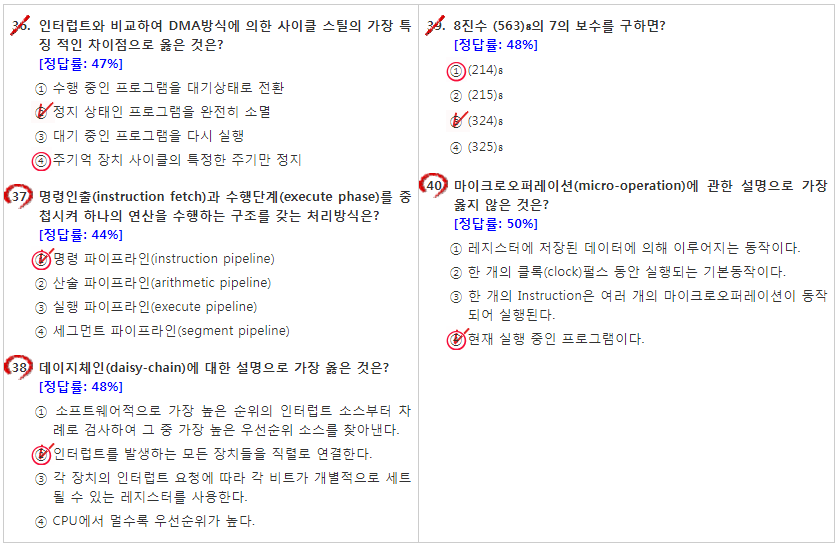 36. 인터럽트와 비교하여 DMA방식에 의한 사이클 스틸의 가장 특
징 적인 차이점으로 옳은 것은?
[정답률: 47%]
① 수행 중인 프로그램을 대기상태로 전환
② 정지 상태인 프로그램을 완전히 소멸
③ 대기 중인 프로그램을 다시 실행
④ 주기억 장치 사이클의 특정한 주기만 정지
37. 명령인출(instruction fetch)과 수행단계(execute phase)를 중
첩시켜 하나의 연산을 수행하는 구조를 갖는 처리방식은?
[정답률: 44%]
① 명령 파이프라인(instruction pipeline)
② 산술 파이프라인(arithmetic pipeline)
③ 실행 파이프라인(execute pipeline)
④ 세그먼트 파이프라인(segment pipeline)
38. 데이지체인(daisy-chain)에 대한 설명으로 가장 옳은 것은?
[정답률: 48%]
① 소프트웨어적으로 가장 높은 순위의 인터럽트 소스부터 차
례로 검사하여 그 중 가장 높은 우선순위 소스를 찾아낸다.
② 인터럽트를 발생하는 모든 장치들을 직렬로 연결한다.
③ 각 장치의 인터럽트 요청에 따라 각 비트가 개별적으로 세트
될 수 있는 레지스터를 사용한다.
④ CPU에서 멀수록 우선순위가 높다.
39. 8진수 (563)₈의 7의 보수를 구하면?
[정답률: 48%]
① (214)₈
② (215)₈
③ (324)₈
④ (325)₈
40. 마이크로오퍼레이션(micro-operation)에 관한 설명으로 가장
옳지 않은 것은?
[정답률: 50%]
① 레지스터에 저장된 데이터에 의해 이루어지는 동작이다.
② 한 개의 클록(clock)펄스 동안 실행되는 기본동작이다.
③ 한 개의 Instruction은 여러 개의 마이크로오퍼레이션이 동작
되어 실행된다.
④ 현재 실행 중인 프로그램이다.